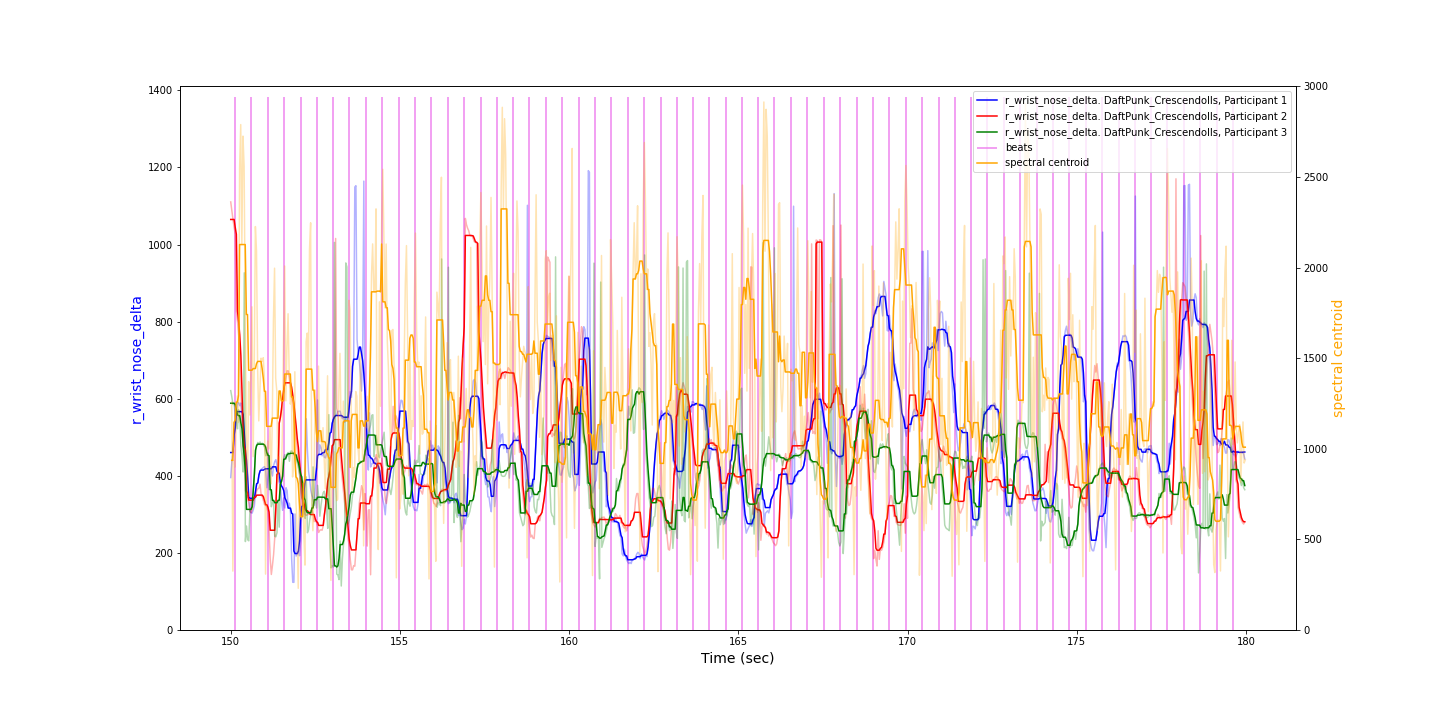 r_wrist_nose_delta. DaftPunk_Crescendolls, Participant 1
r_wrist_nose_delta. DaftPunk_Crescendolls, Participant 2
r_wrist_nose_delta. DaftPunk_Crescendolls, Participant 3
beats
spectral centroid
r_wrist_nose_delta
1400
1200
1000
800
600
400
200
0
3000
2500
2000
1500
1000
500
0
spectral centroid
150
155
160
165
170
175
180
Time (sec)